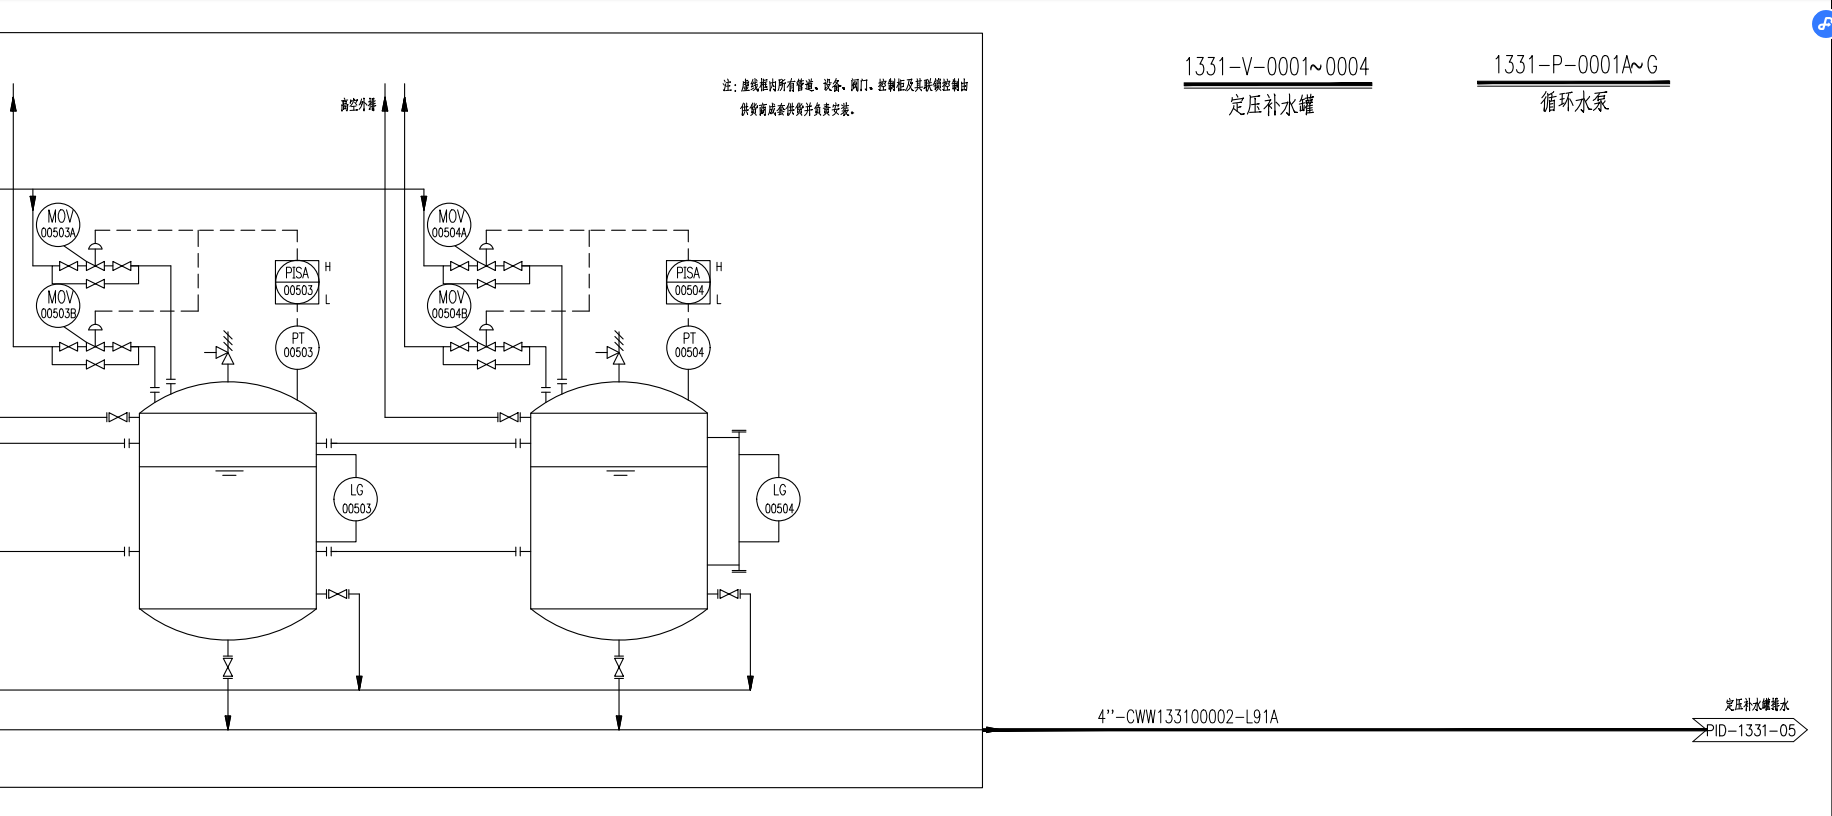 1331-V-0001~0004
定压补水罐
1331-P-0001A~G
循环水泵
注：虚线框内所有管道、设备、阀门、控制柜及其联锁控制由
供货商成套供货并负责安装。
高空外排
MOV
00503A
MOV
00503B
PISA
00503
H
L
PT
00503
MOV
00504A
MOV
00504B
PISA
00504
H
L
PT
00504
LG
00503
LG
00504
4’’-CWW133100002-L91A
定压补水罐排水
PID-1331-05